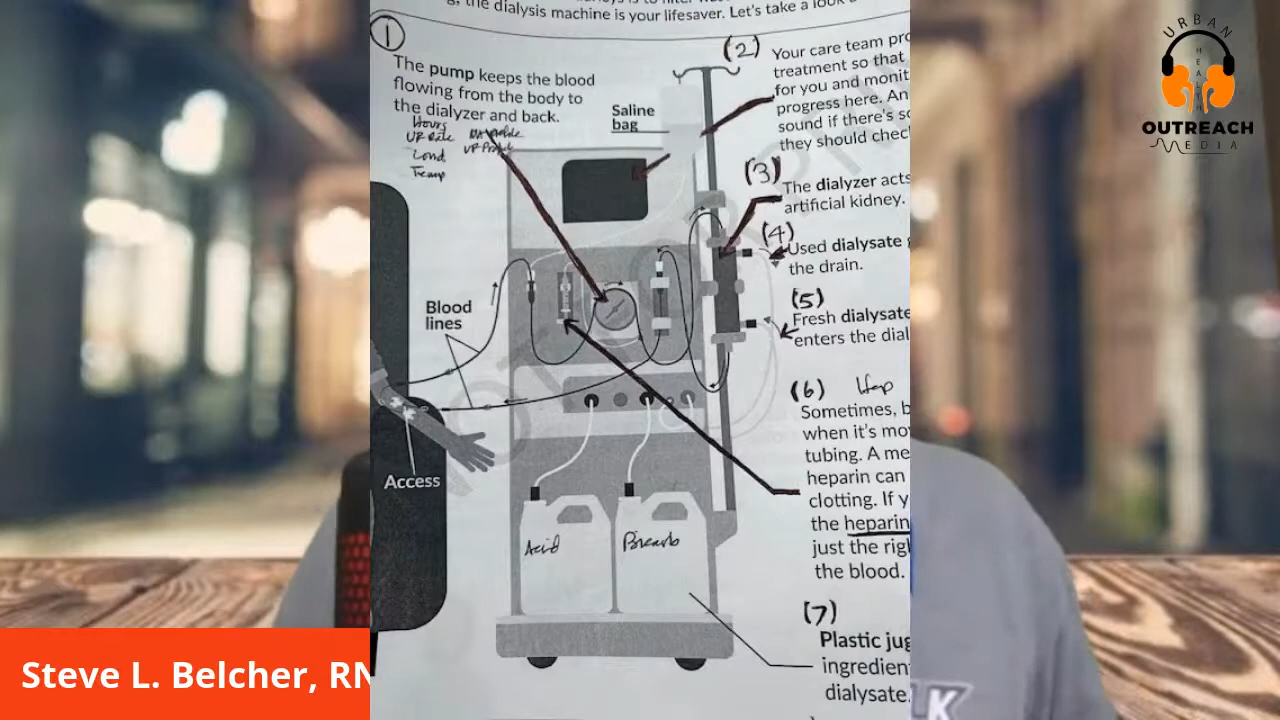 , the dialysis machine is your lifesaver. Let's take a look
1
The pump keeps the blood
flowing from the body to
the dialyzer and back.
Hours
UF Rate
UF Profile
Cond
Temp
Saline
bag
(2)
Your care team pro
treatment so that
for you and monit
progress here. An
sound if there's so
they should chec
(3)
The dialyzer acts
artificial kidney.
(4)
Used dialysate
the drain.
(5)
Fresh dialysate
enters the dial
Blood
lines
Access
(6)
Sometimes, b
when it's mo
tubing. A me
heparin can
clotting. If y
the heparin
just the rig
the blood.
Acid
Bicarb
(7)
Plastic jug
ingredien
dialysate.
URBAN
HEALTH
OUTREACH
MEDIA
Steve L. Belcher, RN
LK